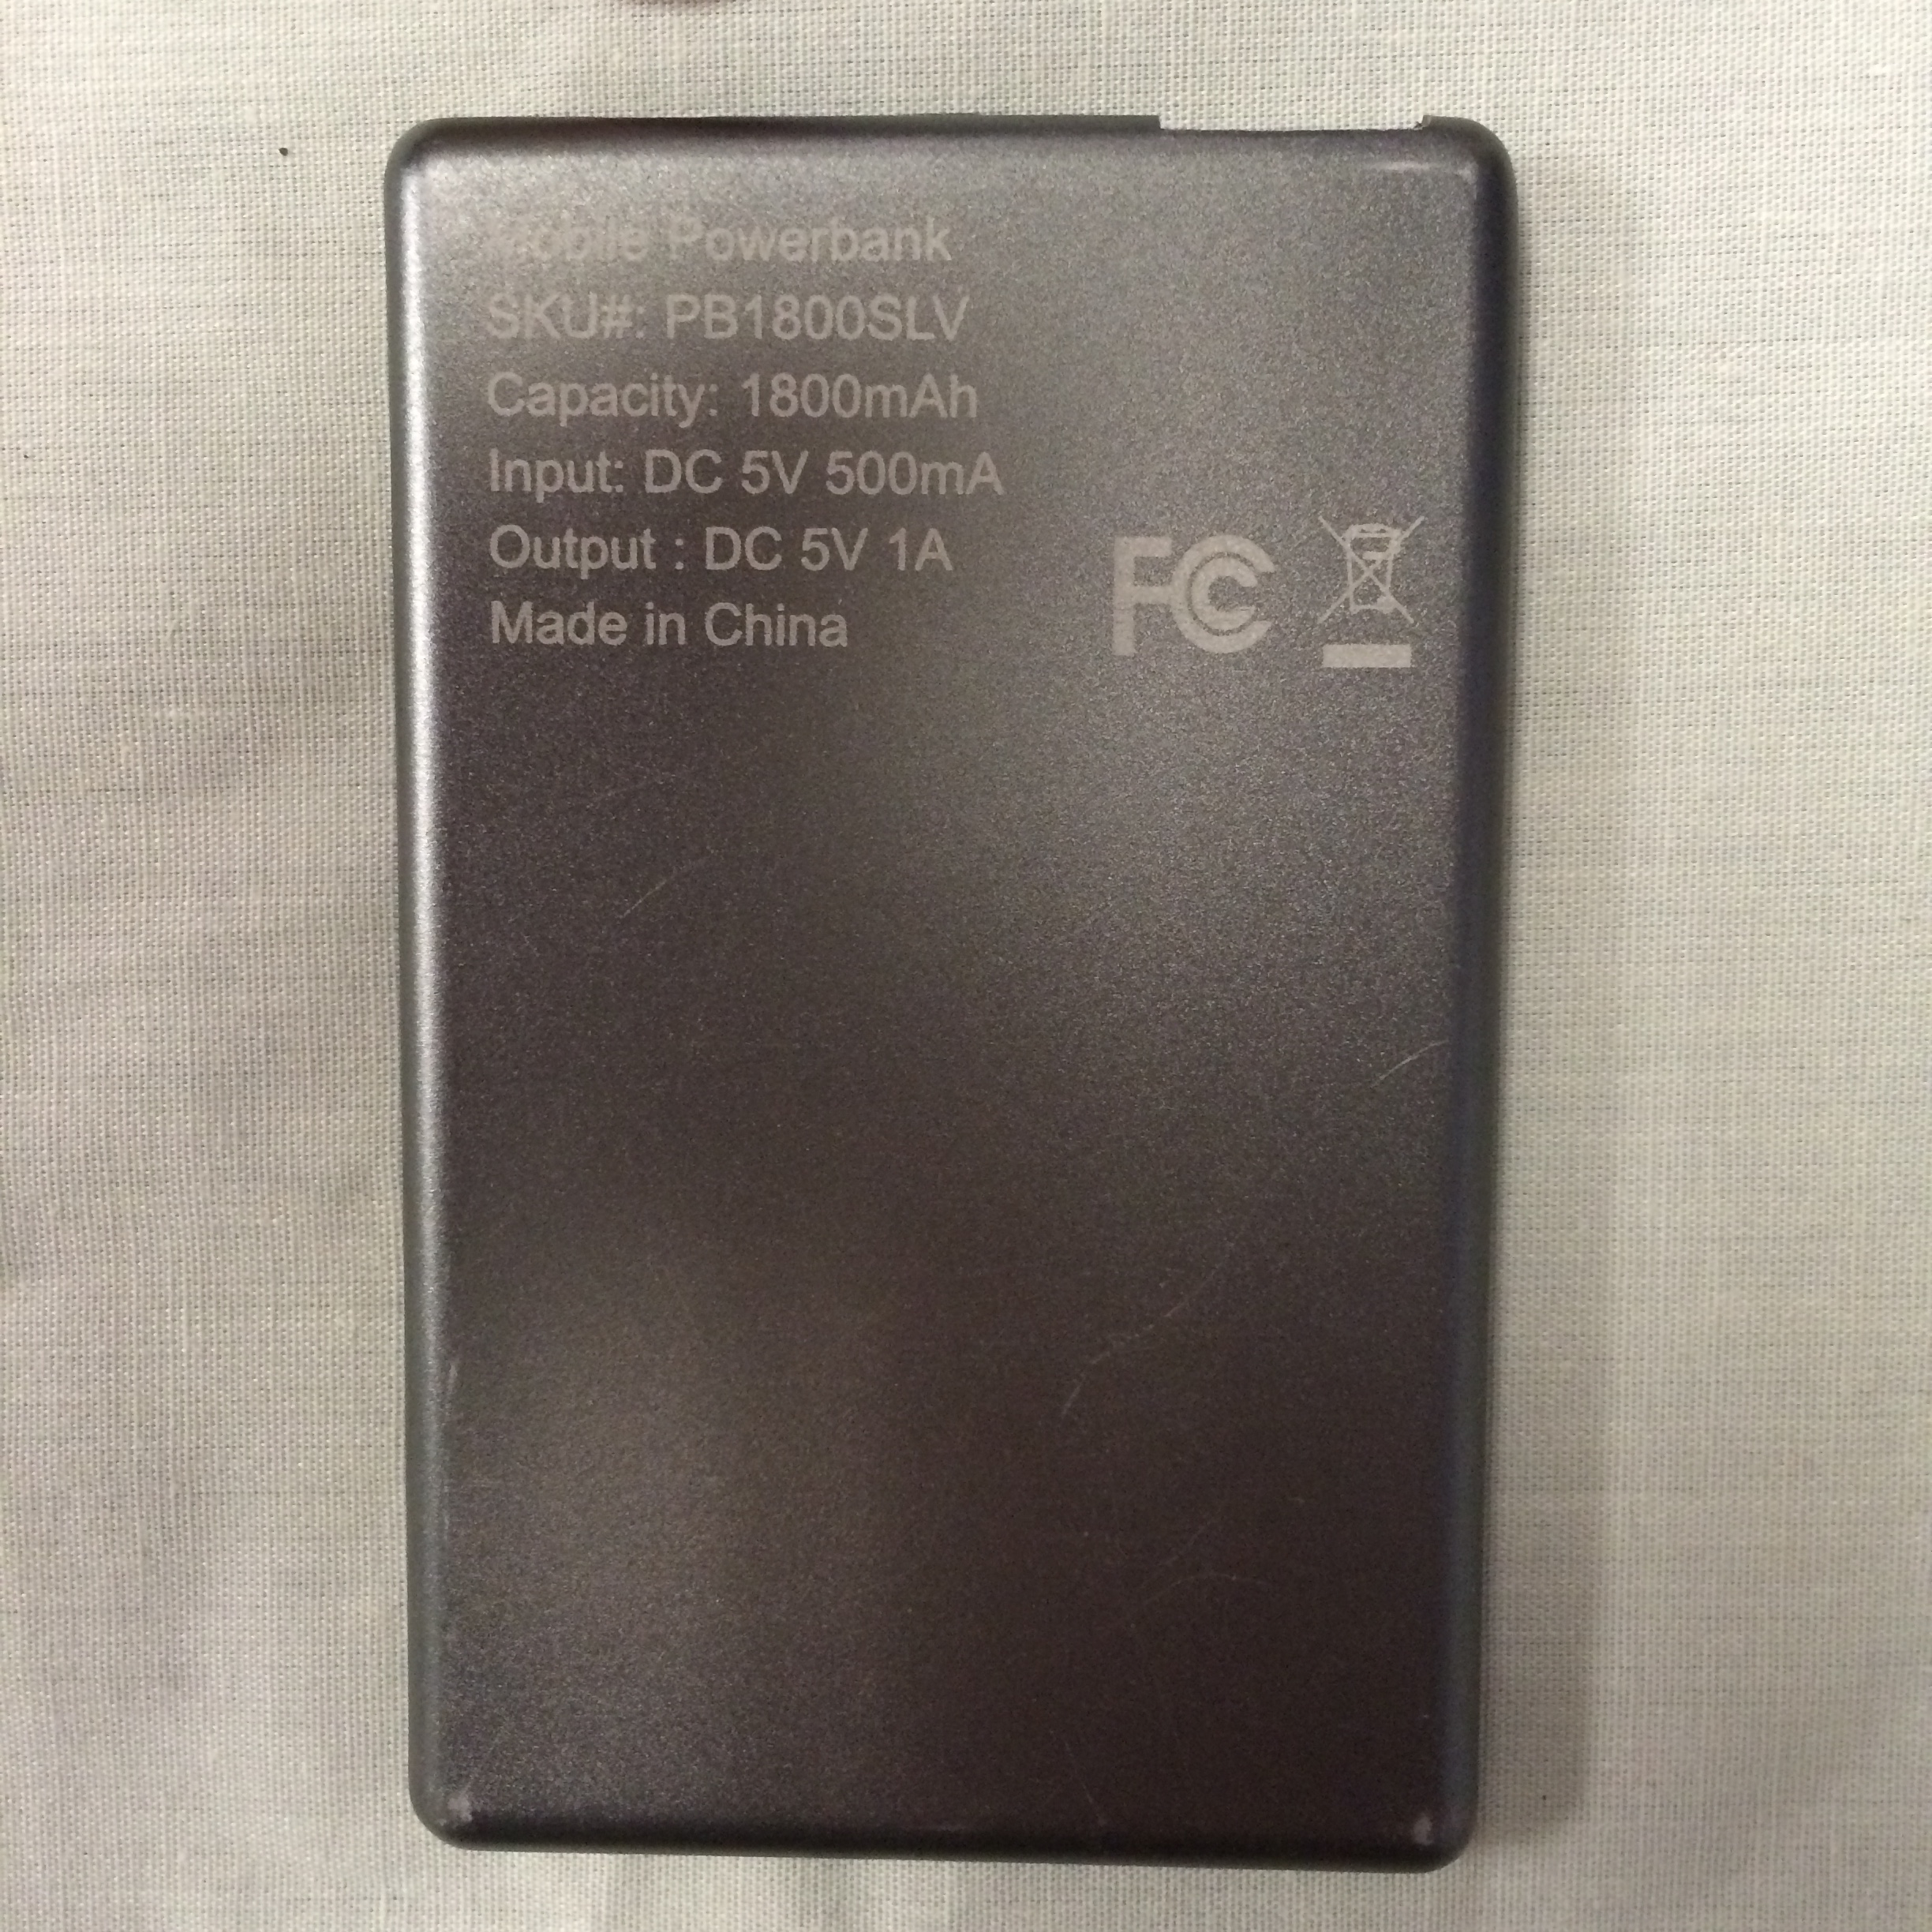 Mobile Powerbank
SKU#: PB1800SLV
Capacity: 1800mAh
Input: DC 5V 500mA
Output : DC 5V 1A
Made in China
FC